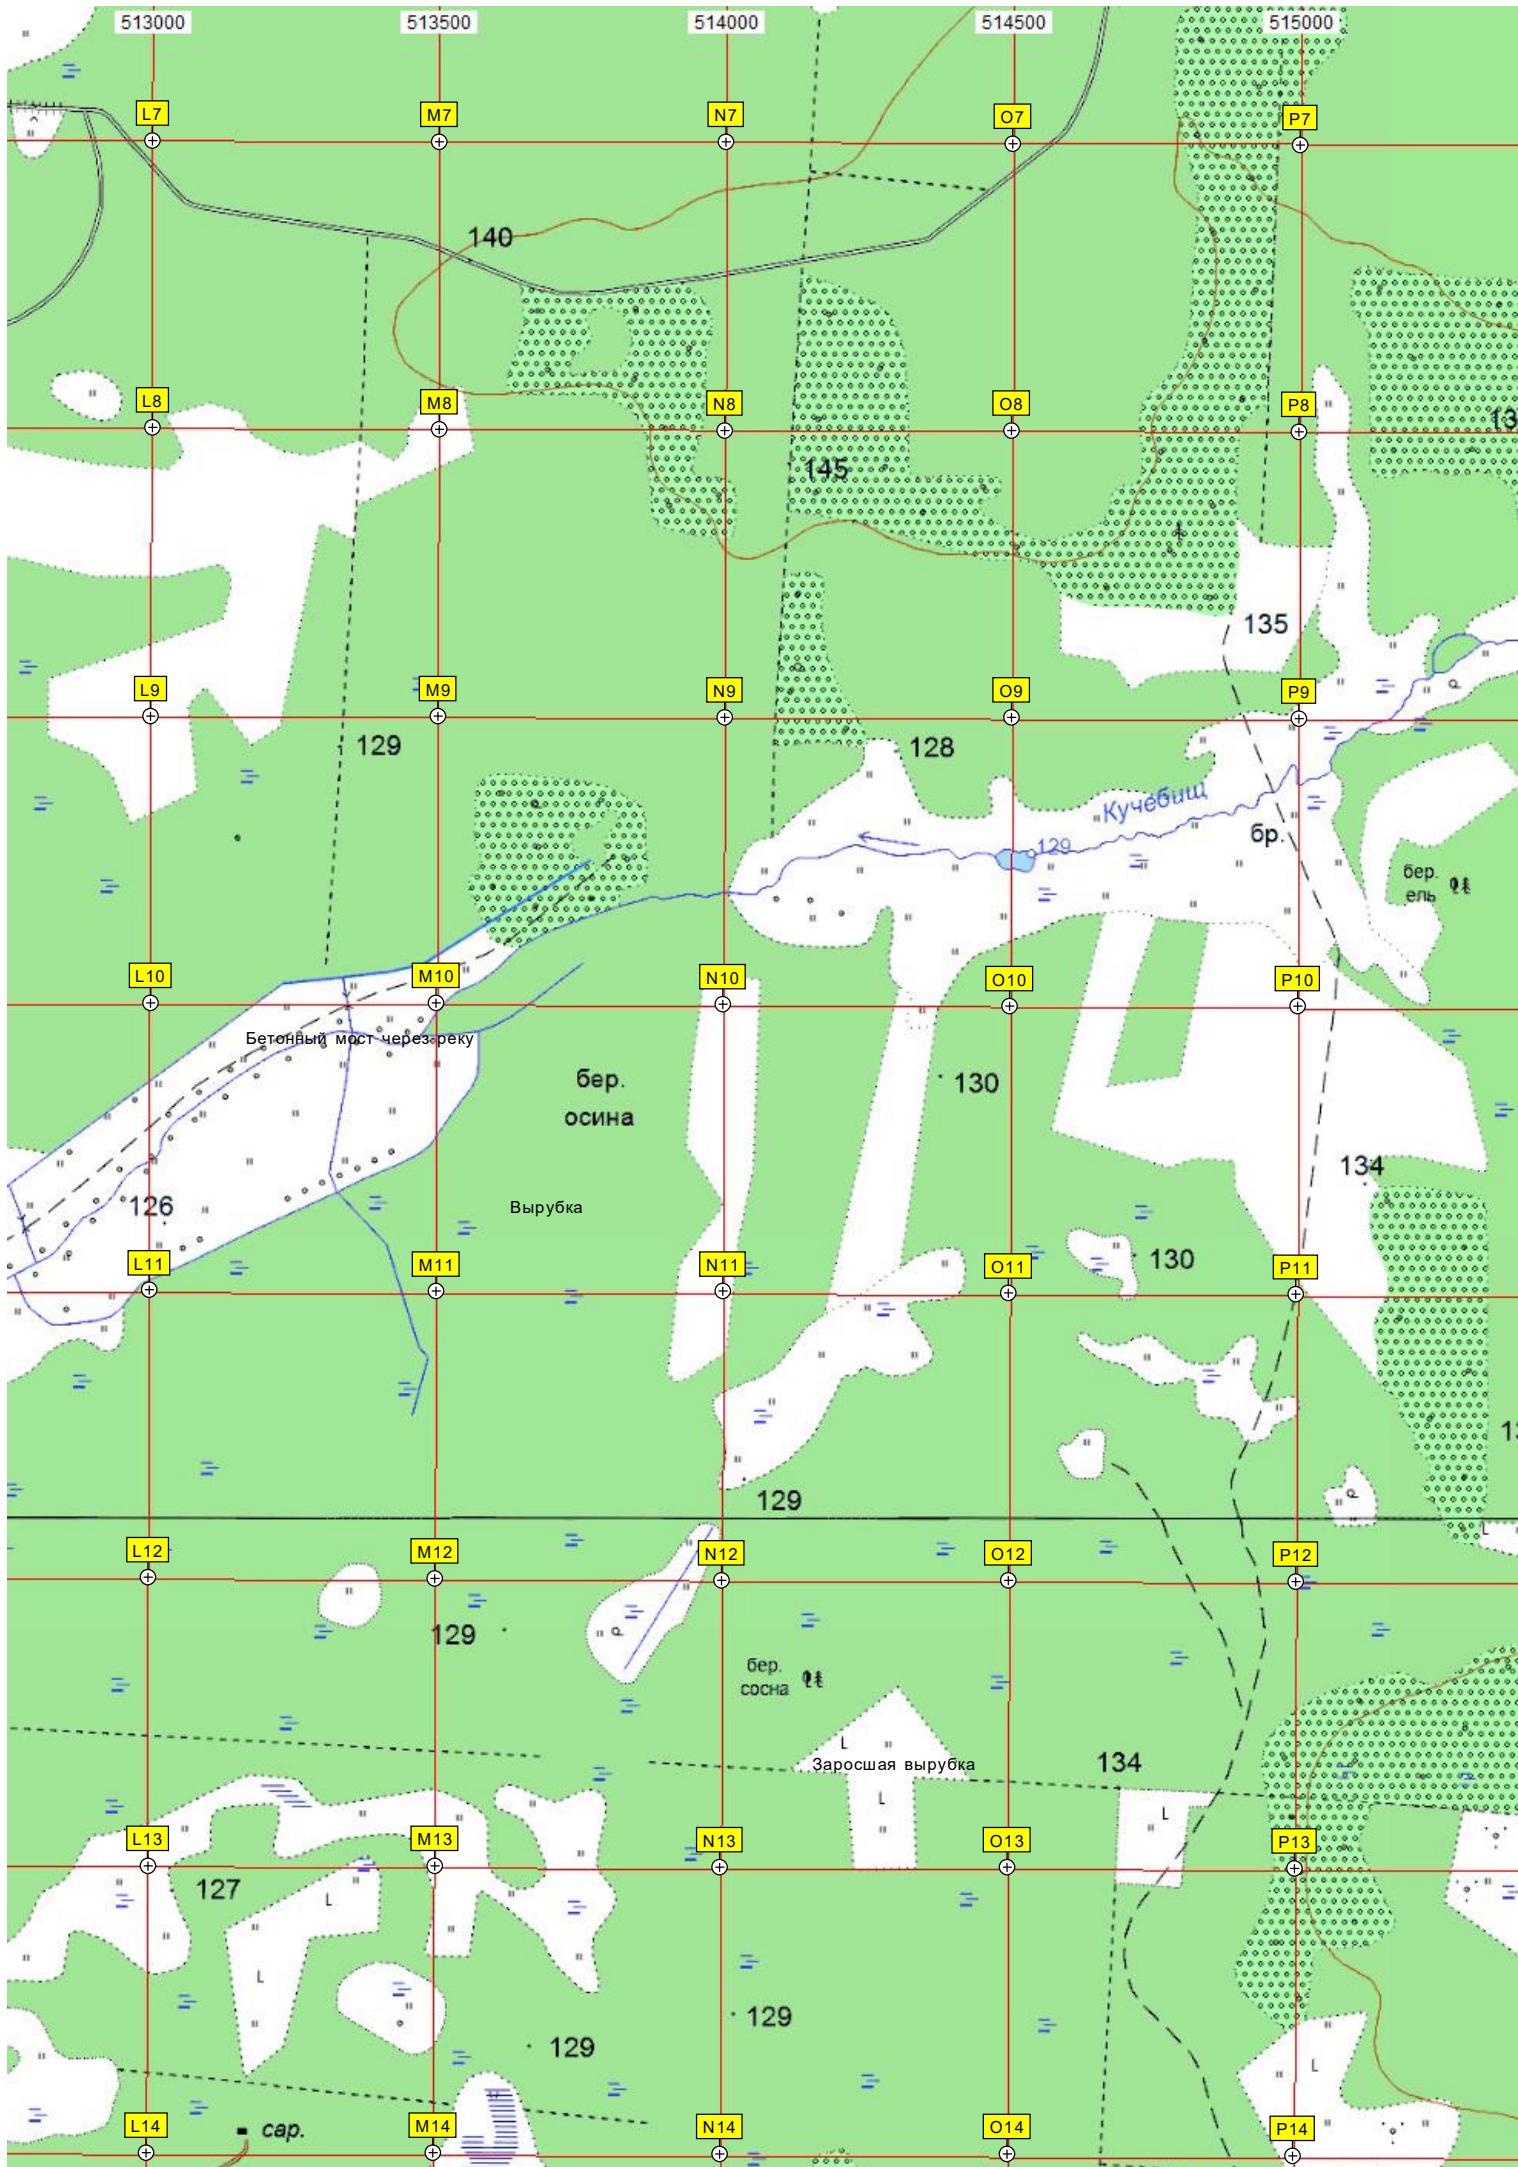 513000 513500 514000 514500 515000
L7 M7 N7 O7 P7
140
L8 M8 N8 O8 P8
145
135
L9 M9 N9 O9 P9
129 128
Кучебищ
129
бр.
бер.
ель
L10 M10 N10 O10 P10
Бетонный мост через реку
бер.
осина
130
134
126
Вырубка
130
L11 M11 N11 O11 P11
129
L12 M12 N12 O12 P12
129
бер.
сосна
Заросшая вырубка
134
L13 M13 N13 O13 P13
127
129
129
L14 M14 N14 O14 P14
сар.